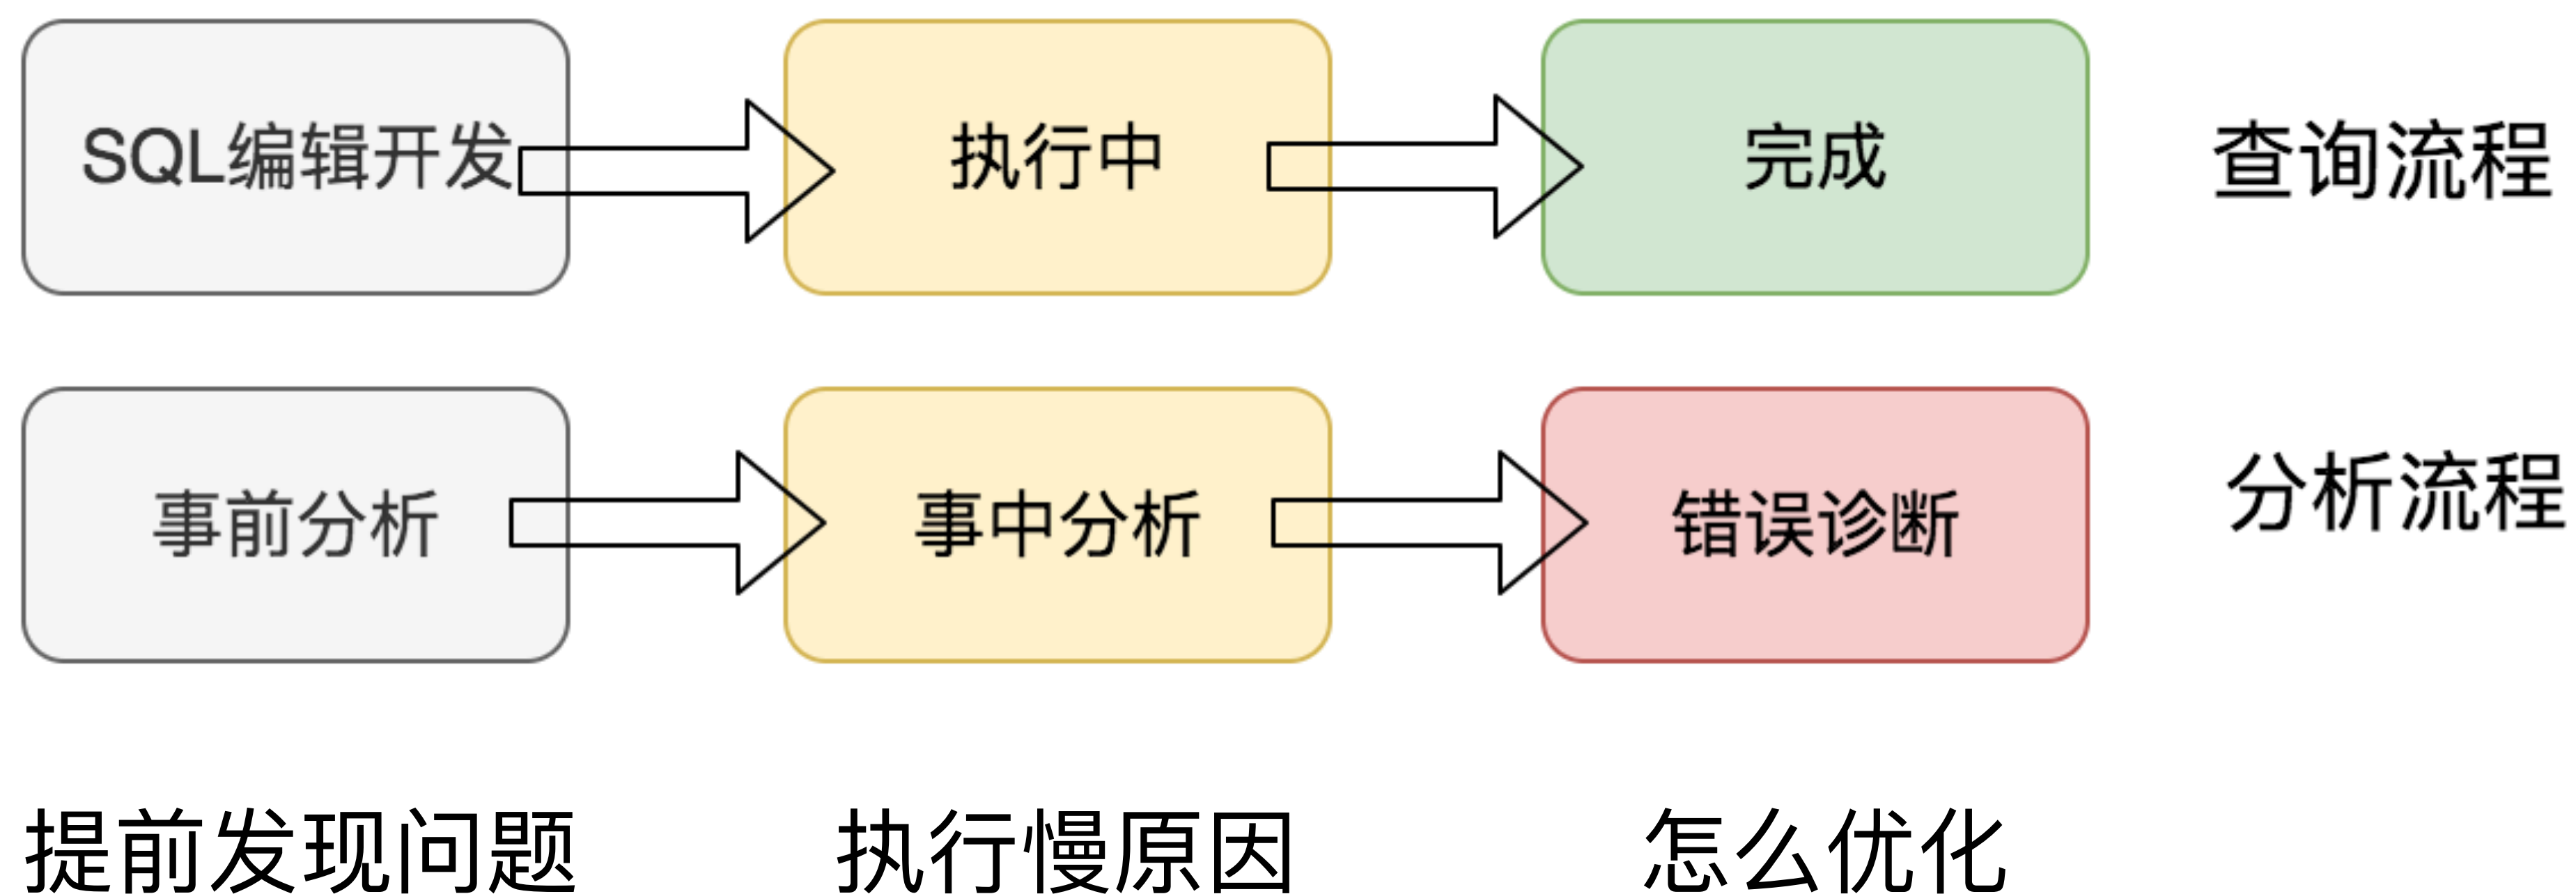 SQL编辑开发
执行中
完成
查询流程
事前分析
事中分析
错误诊断
分析流程
提前发现问题
执行慢原因
怎么优化